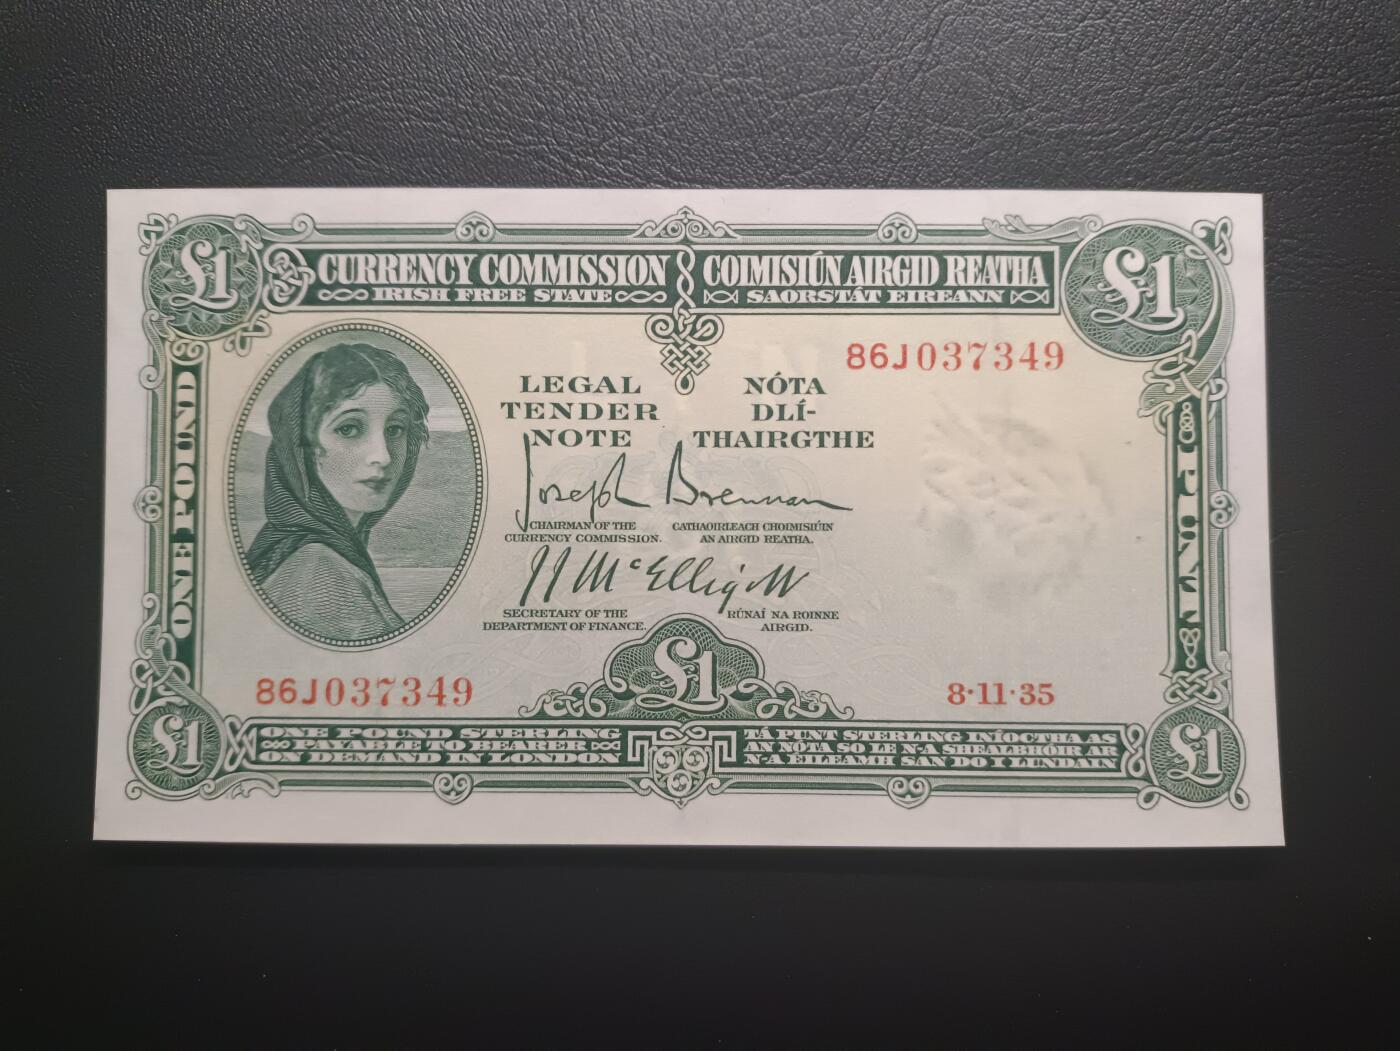 £1
CURRENCY COMMISSION
IRISH FREE STATE
COIMISIÚN AIRGID REATHA
SAORSTÁT EIREANN
£1
86J037349
LEGAL
TENDER
NOTE
NÓTA
DLÍ-
THAIRGTHE
ONE POUND
PÚNT
Joseph Brennan
CHAIRMAN OF THE
CURRENCY COMMISSION.
CATHAOIRLEACH CHOIMISIÚIN
AN AIRGID REATHA.
J J McElligott
SECRETARY OF THE
DEPARTMENT OF FINANCE.
RÚNAÍ NA ROINNE
AIRGID.
86J037349
£1
8·11·35
£1
ONE POUND STERLING
PAYABLE TO BEARER
ON DEMAND IN LONDON
TÁ PUNT STERLING INÍOCTHA AS
AN NÓTA SO LE N-A SHEALBHÓIR AR
N-A EILEAMH SAN DO I LUNDAIN
£1